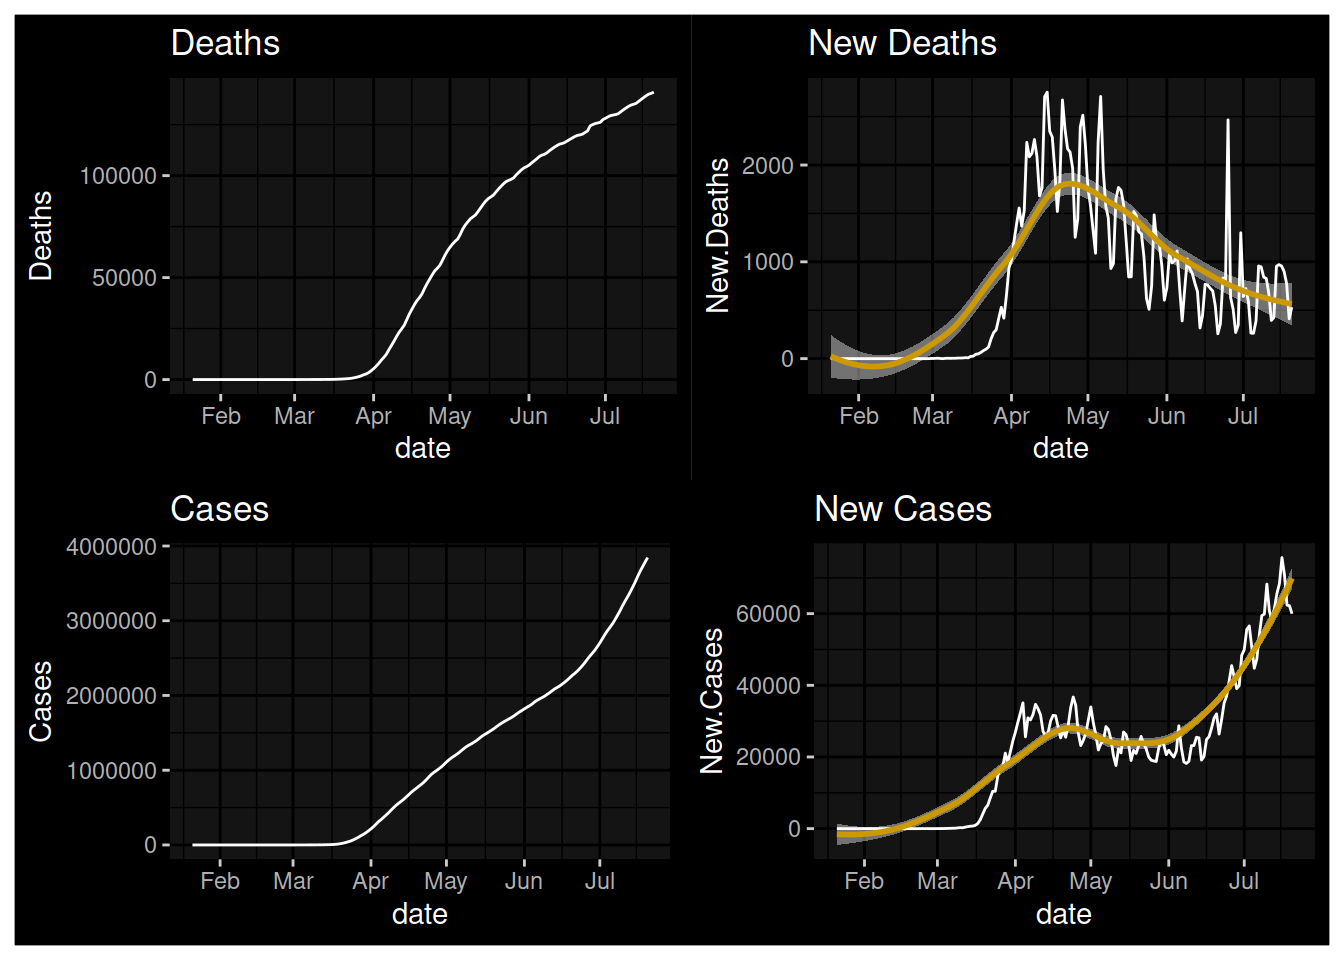 Deaths
Deaths
100000
50000
0
Feb Mar Apr May Jun Jul
date
New Deaths
New.Deaths
2000
1000
0
Feb Mar Apr May Jun Jul
date
Cases
Cases
4000000
3000000
2000000
1000000
0
Feb Mar Apr May Jun Jul
date
New Cases
New.Cases
60000
40000
20000
0
Feb Mar Apr May Jun Jul
date